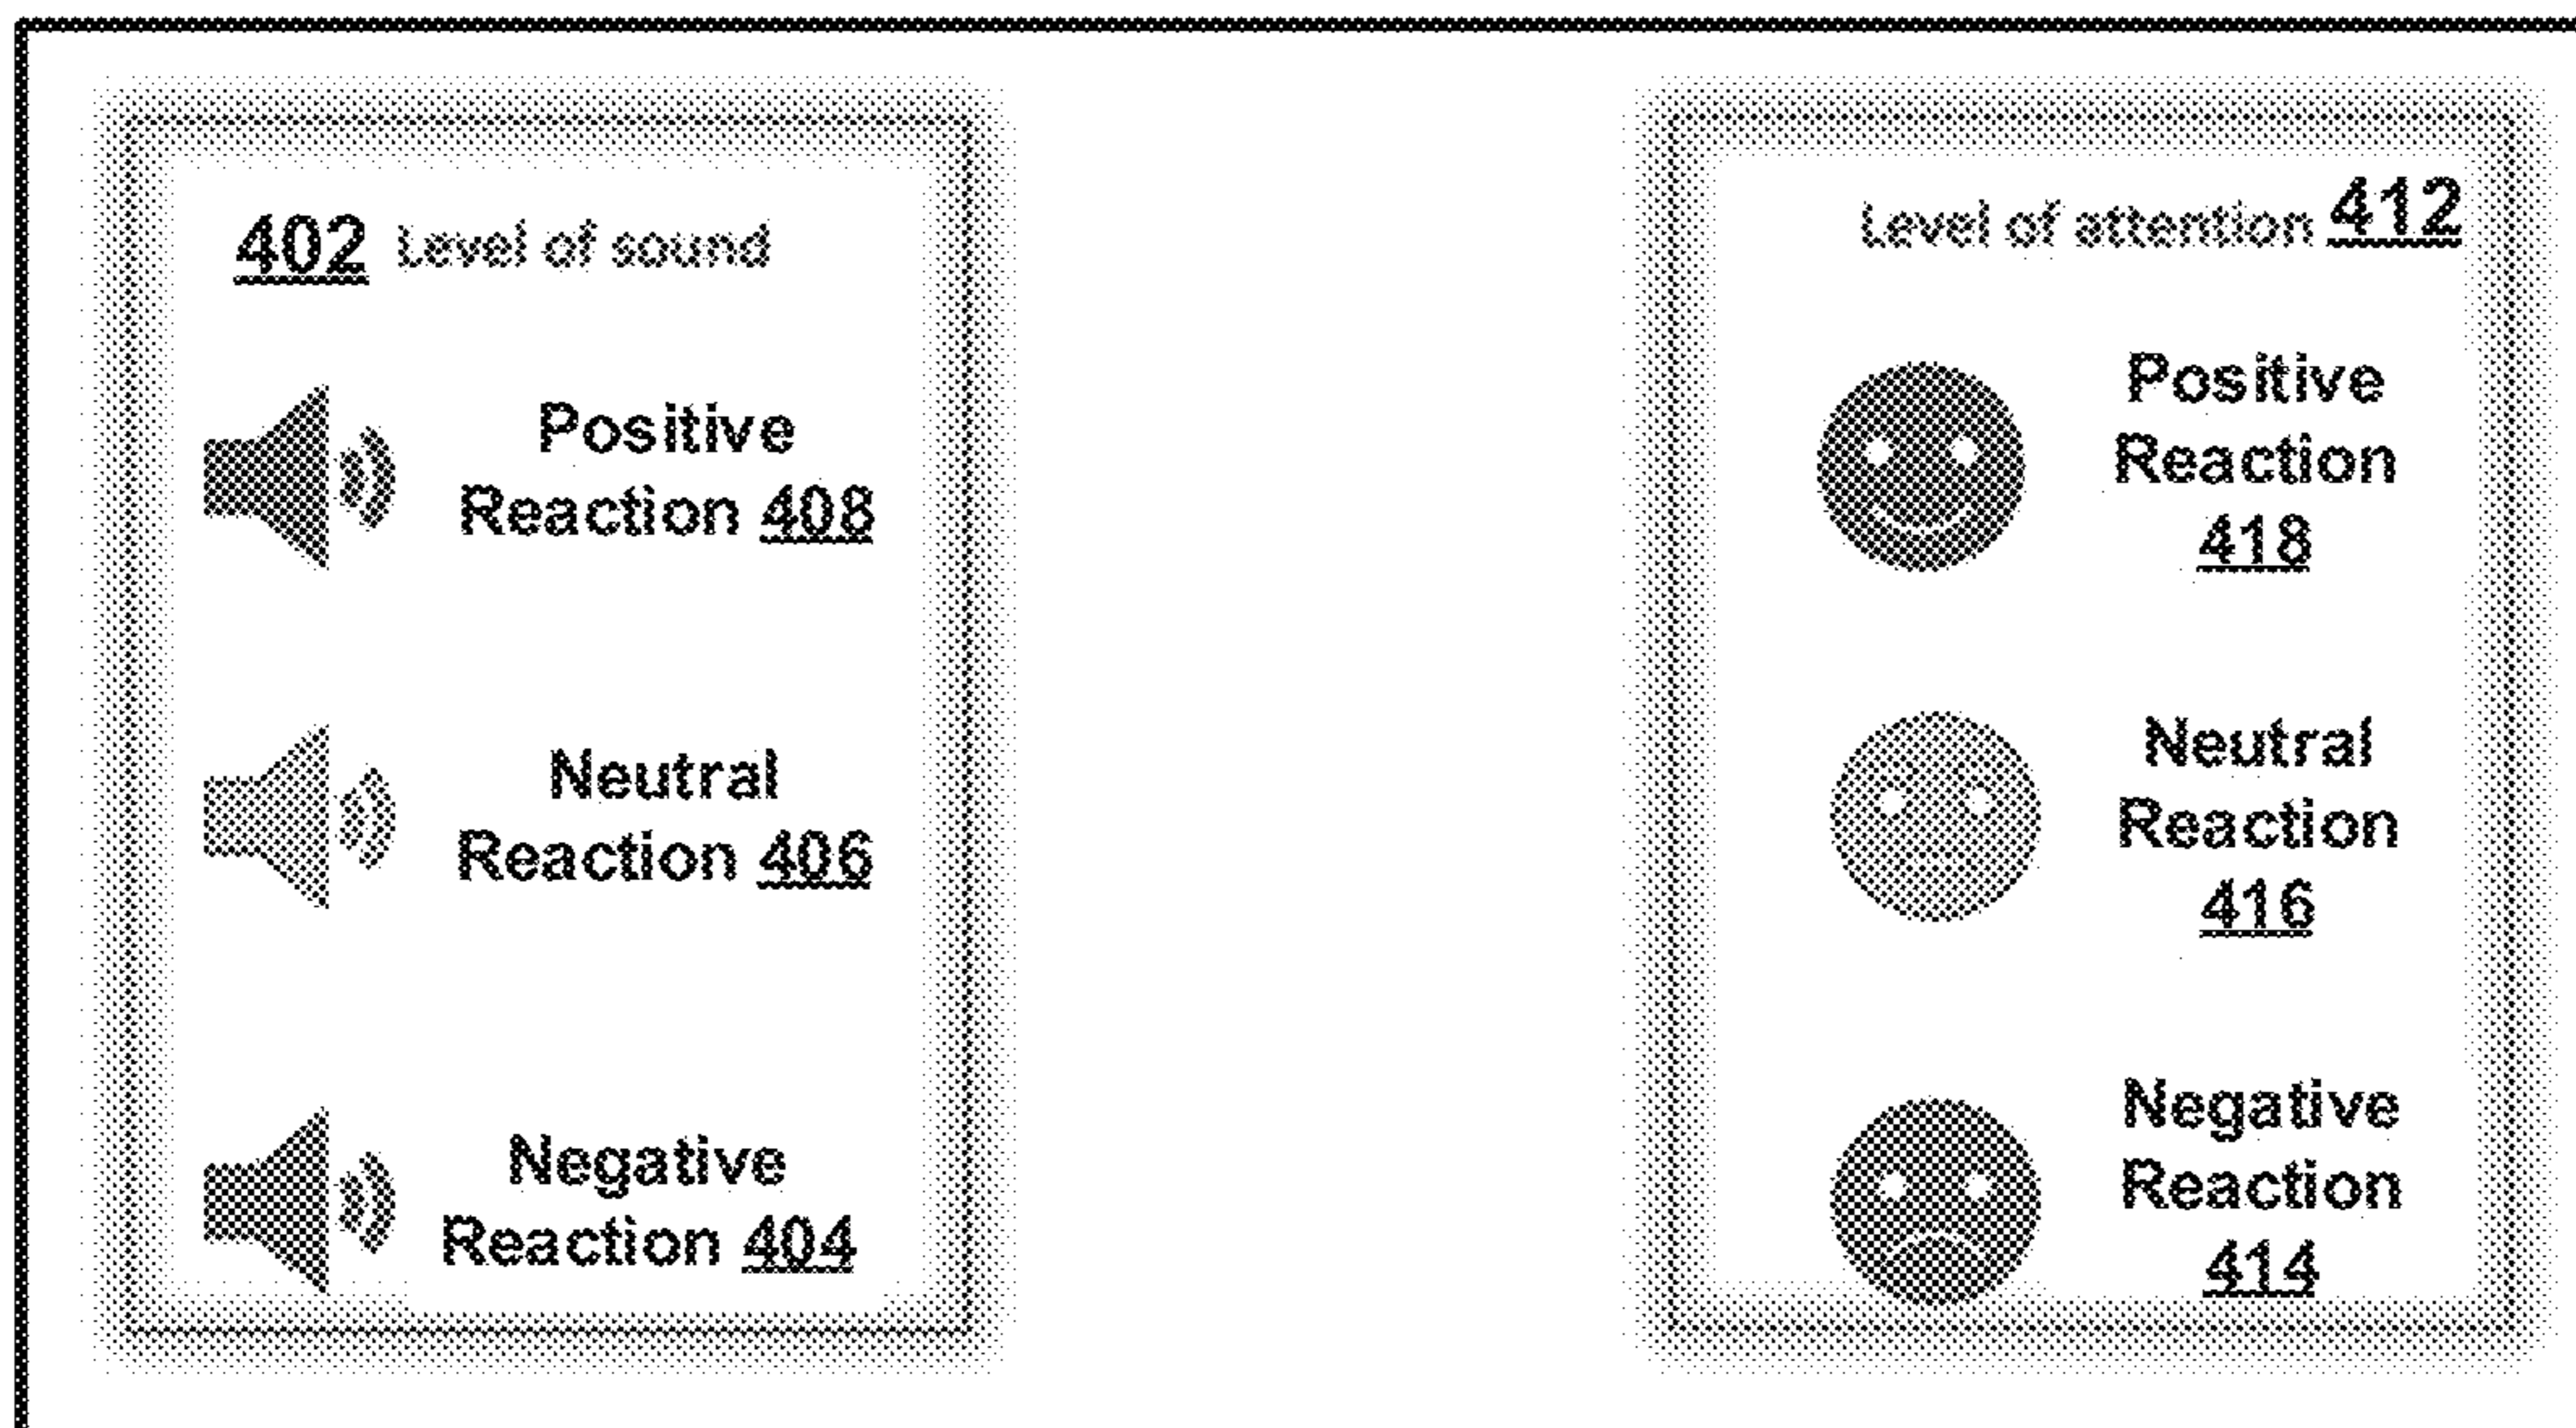 402 Level of sound
Positive
Reaction 408
Neutral
Reaction 406
Negative
Reaction 404
Level of attention 412
Positive
Reaction
418
Neutral
Reaction
416
Negative
Reaction
414